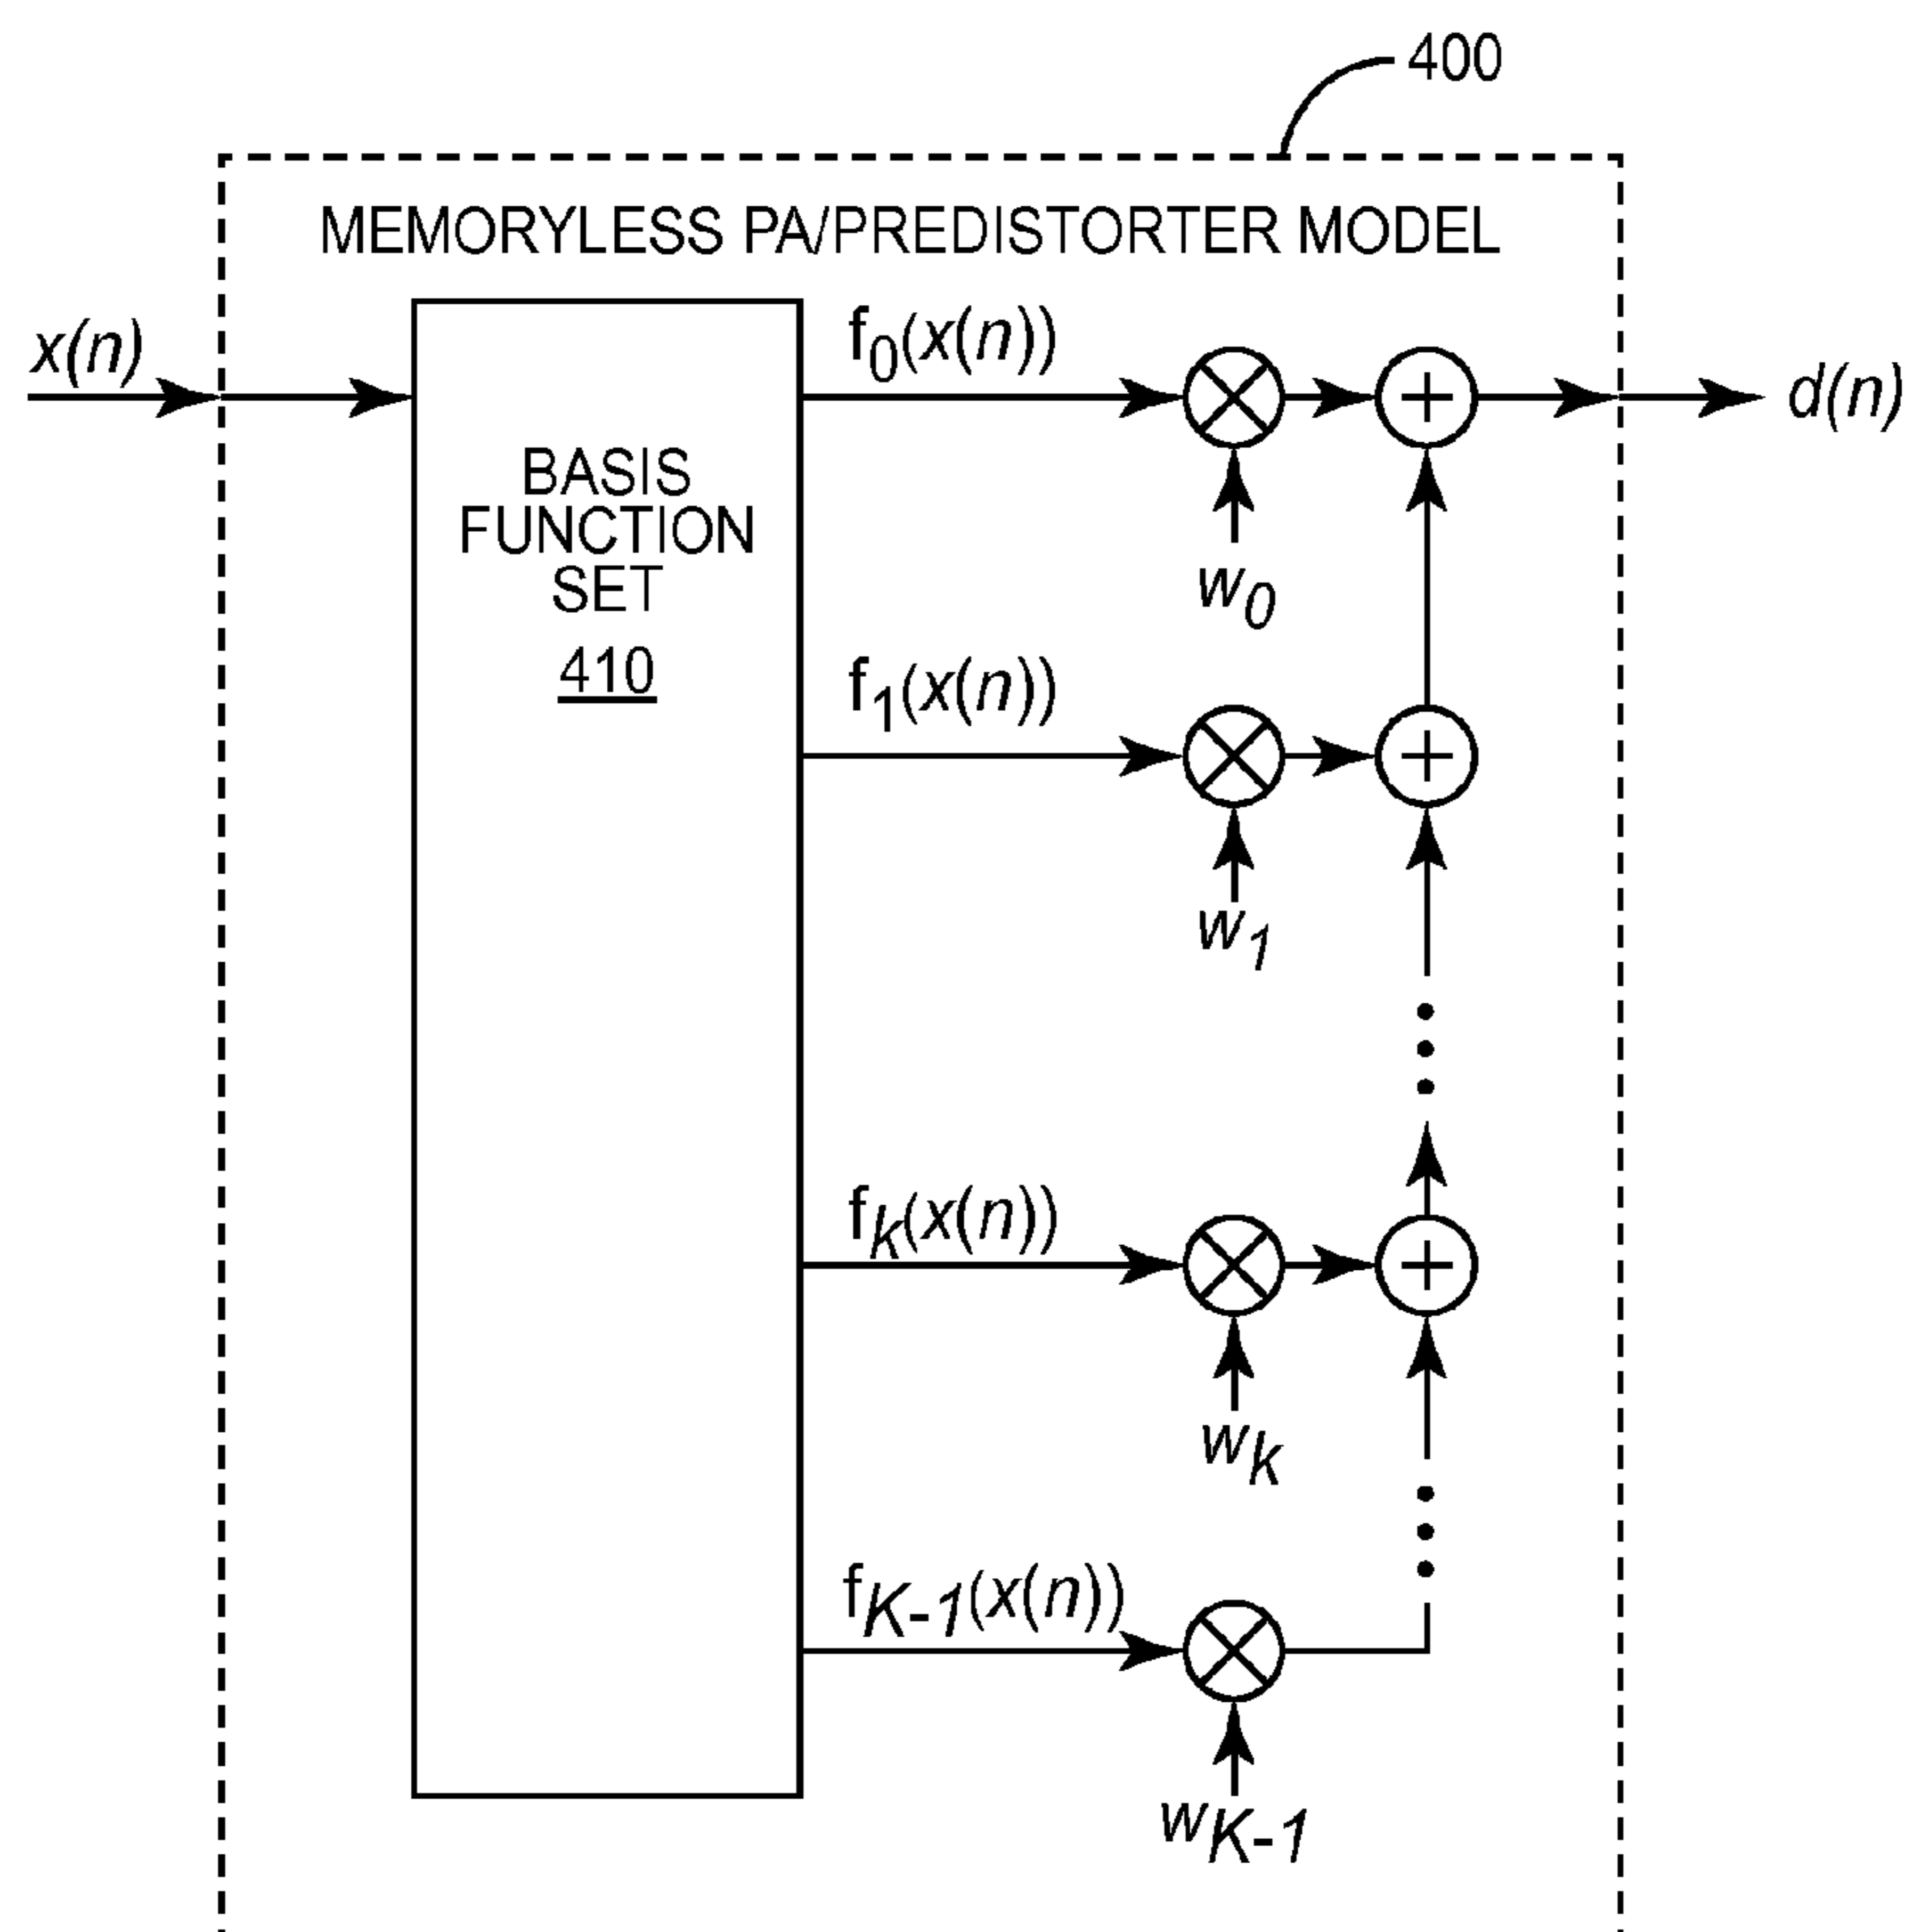 400
MEMORYLESS PA/PREDISTORTER MODEL
x(n)
f0(x(n))
d(n)
BASIS
FUNCTION
SET
410
w0
f1(x(n))
w1
fk(x(n))
wk
fK-1(x(n))
wK-1